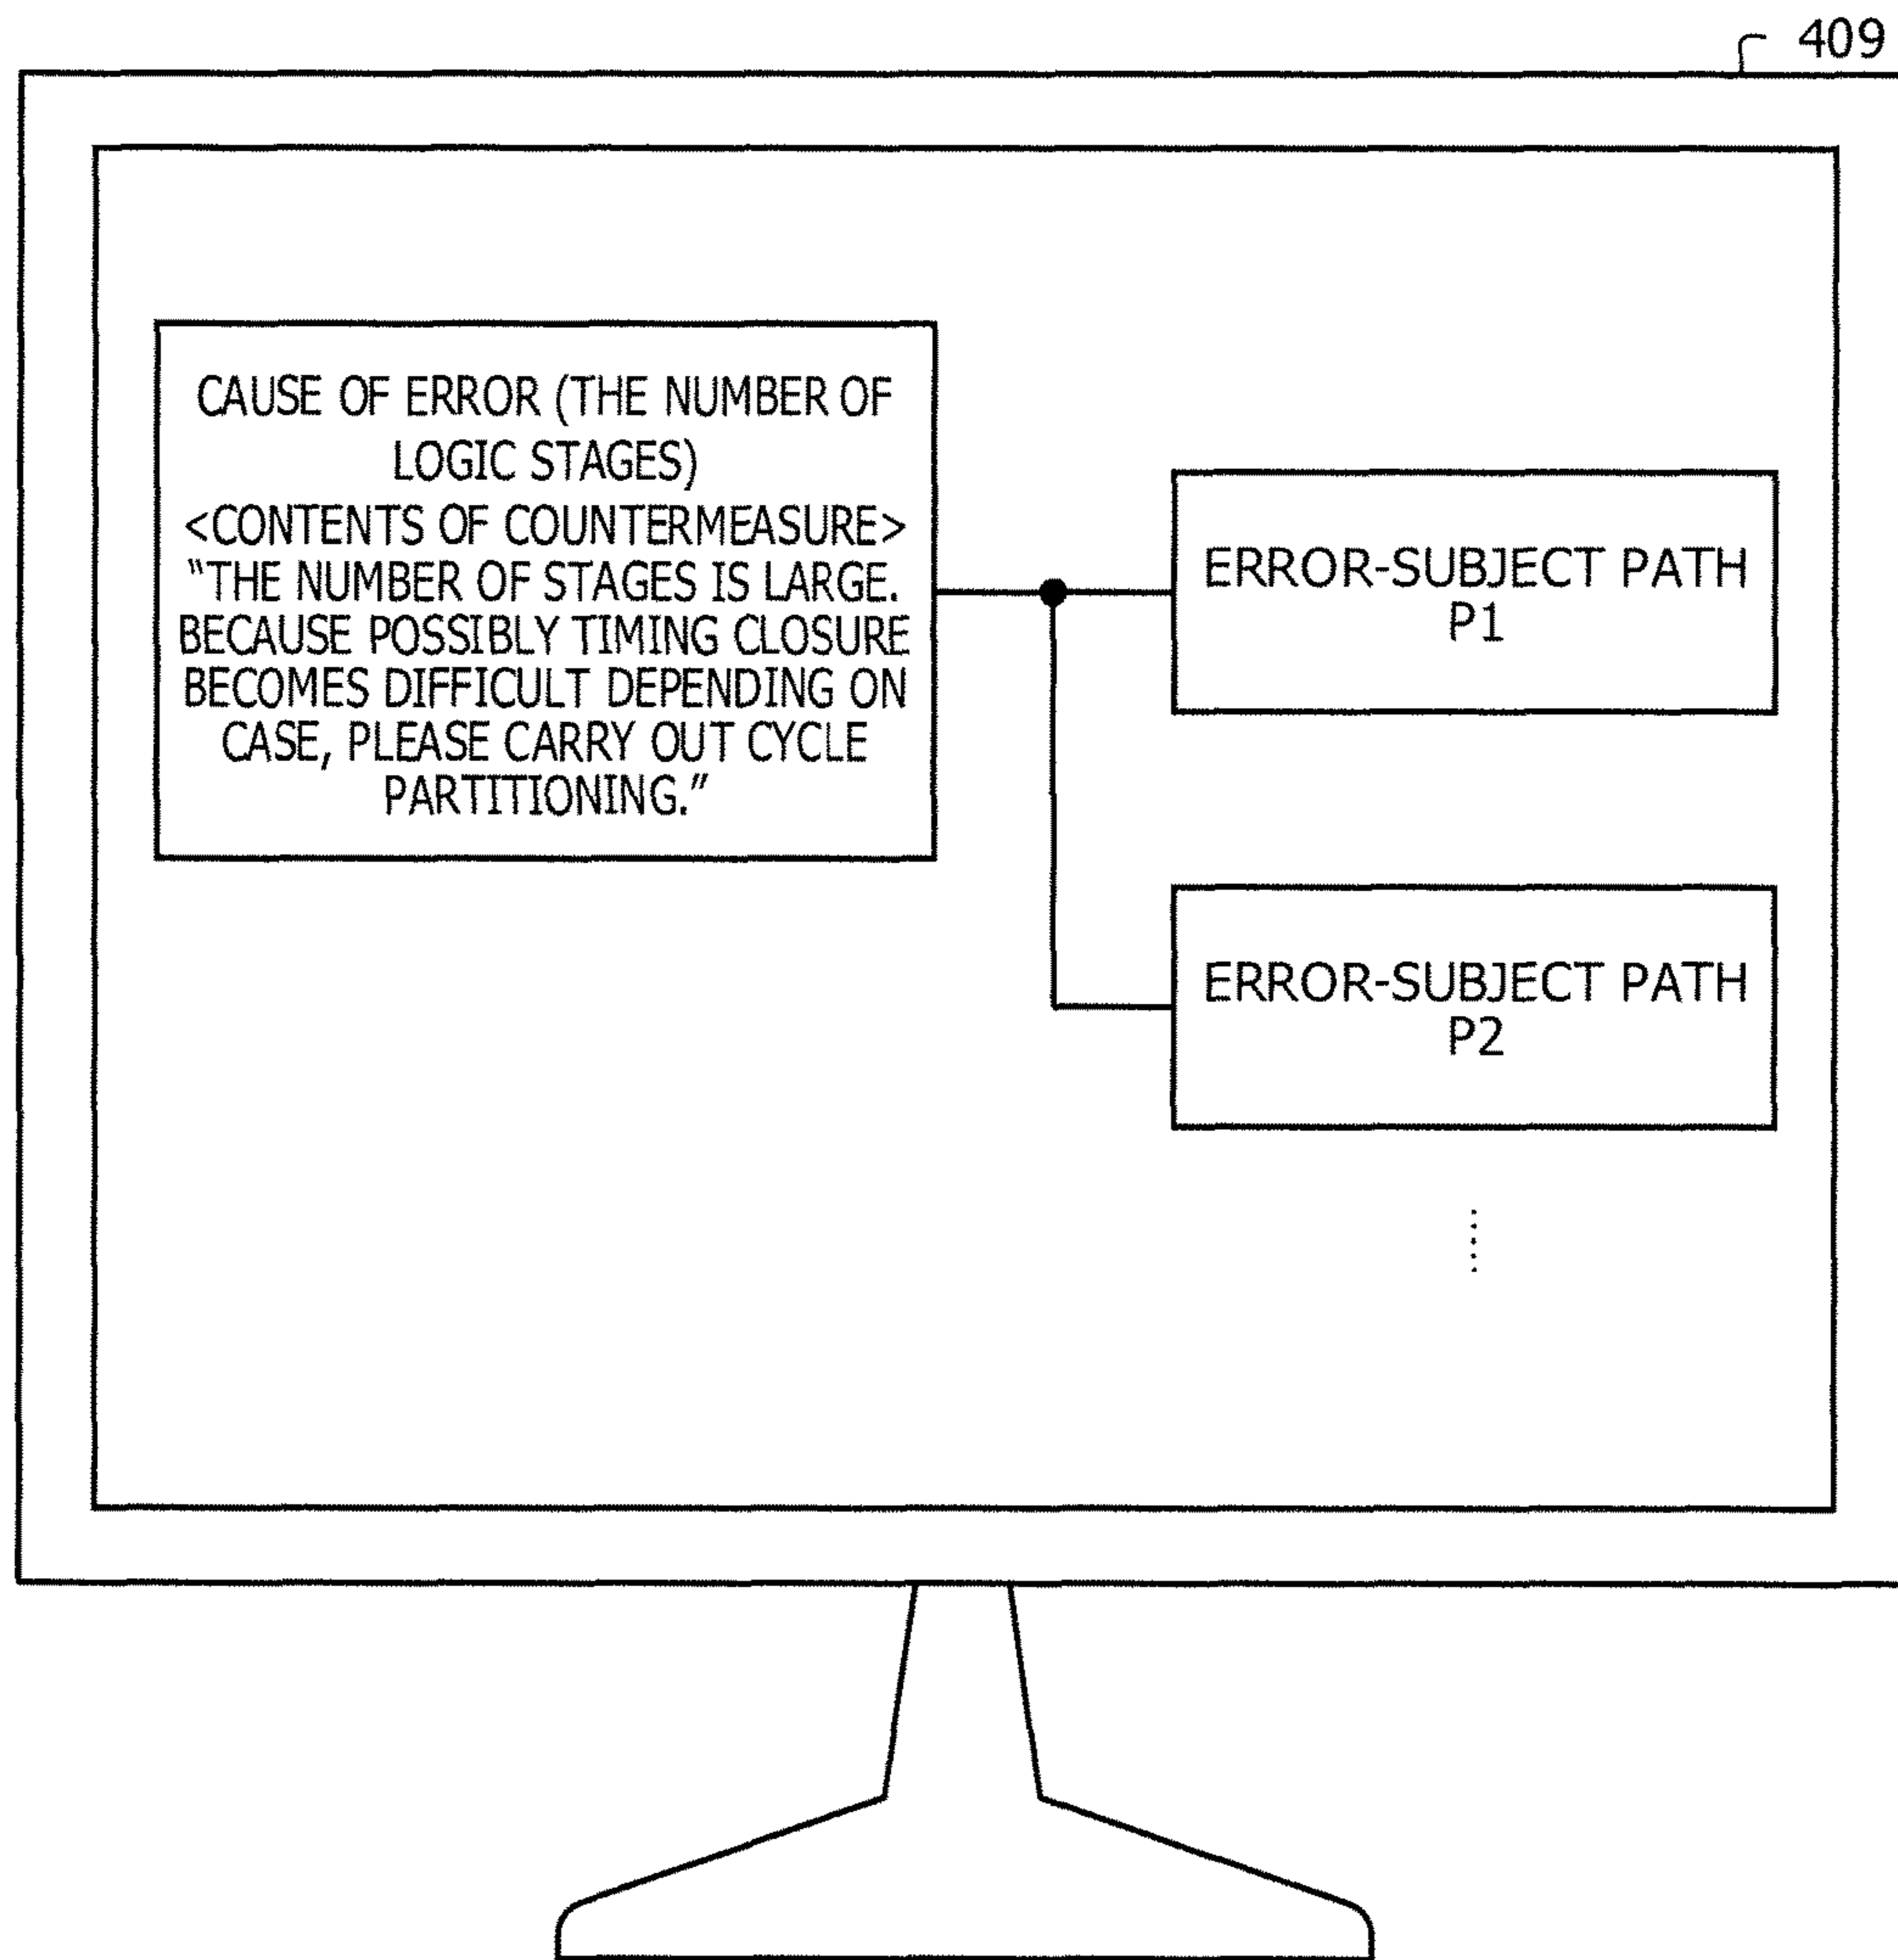 409
CAUSE OF ERROR (THE NUMBER OF
LOGIC STAGES)
<CONTENTS OF COUNTERMEASURE>
“THE NUMBER OF STAGES IS LARGE.
BECAUSE POSSIBLY TIMING CLOSURE
BECOMES DIFFICULT DEPENDING ON
CASE, PLEASE CARRY OUT CYCLE
PARTITIONING.”
ERROR-SUBJECT PATH
P1
ERROR-SUBJECT PATH
P2